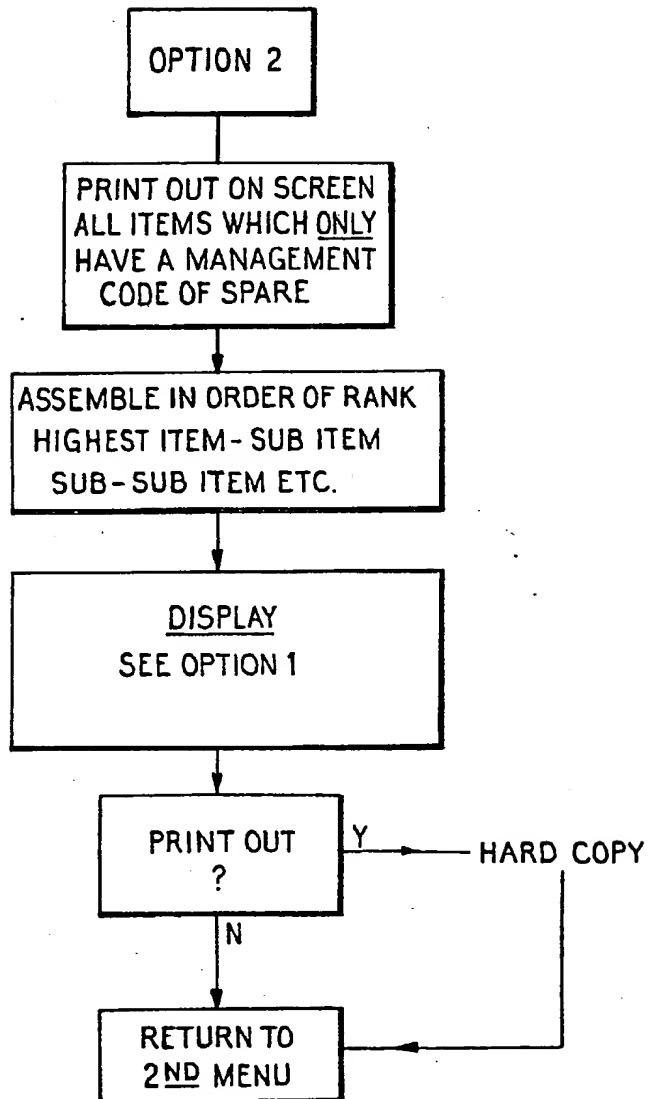 OPTION 2
PRINT OUT ON SCREEN
ALL ITEMS WHICH ONLY
HAVE A MANAGEMENT
CODE OF SPARE
ASSEMBLE IN ORDER OF RANK
HIGHEST ITEM - SUB ITEM
SUB - SUB ITEM ETC.
DISPLAY
SEE OPTION 1
PRINT OUT
?
Y
HARD COPY
N
RETURN TO
2ND MENU